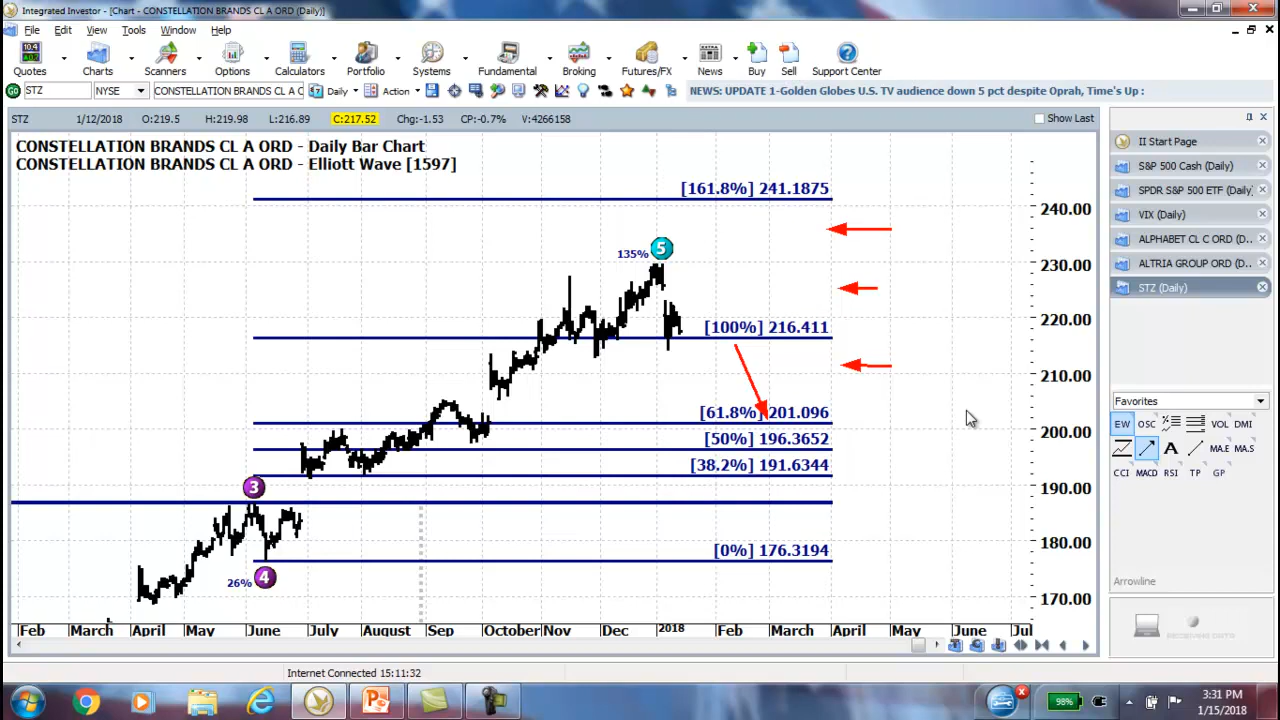 Integrated Investor - [Chart - CONSTELLATION BRANDS CL A ORD (Daily)]
File Edit View Tools Window Help
Quotes Charts Scanners Options Calculators Portfolio Systems Fundamental Broking Futures/FX News Buy Sell Support Center
GO STZ NYSE CONSTELLATION BRANDS CL A O Daily Action NEWS: UPDATE 1-Golden Globes U.S. TV audience down 5 pct despite Oprah, Time's Up :
STZ 1/12/2018 O:219.5 H:219.98 L:216.89 C:217.52 Chg:-1.53 CP:-0.7% V:4266158 Show Last
CONSTELLATION BRANDS CL A ORD - Daily Bar Chart
CONSTELLATION BRANDS CL A ORD - Elliott Wave [1597]
[161.8%] 241.1875
240.00
135% 5
230.00
220.00
[100%] 216.411
210.00
[61.8%] 201.096
200.00
[50%] 196.3652
[38.2%] 191.6344
3
190.00
[0%] 176.3194
180.00
26% 4
170.00
Feb March April May June July August Sep October Nov Dec 2018 Feb March April May June Jul
II Start Page
S&P 500 Cash (Daily)
SPDR S&P 500 ETF (Daily)
VIX (Daily)
ALPHABET CL C ORD (D...
ALTRIA GROUP ORD (D...
STZ (Daily)
Favorites
EW OSC VOL DMI
A MA.E MA.S
CCI MACD RSI TP GP
Arrowline
RECEIVING DATA
Internet Connected 15:11:32
98% 3:31 PM
1/15/2018